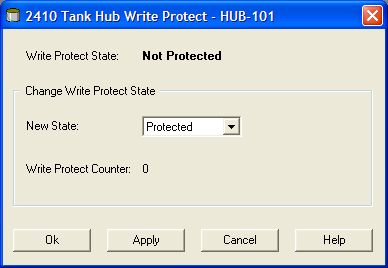 2410 Tank Hub Write Protect - HUB-101
Write Protect State: Not Protected
Change Write Protect State
New State: Protected
Write Protect Counter: 0
Ok Apply Cancel Help